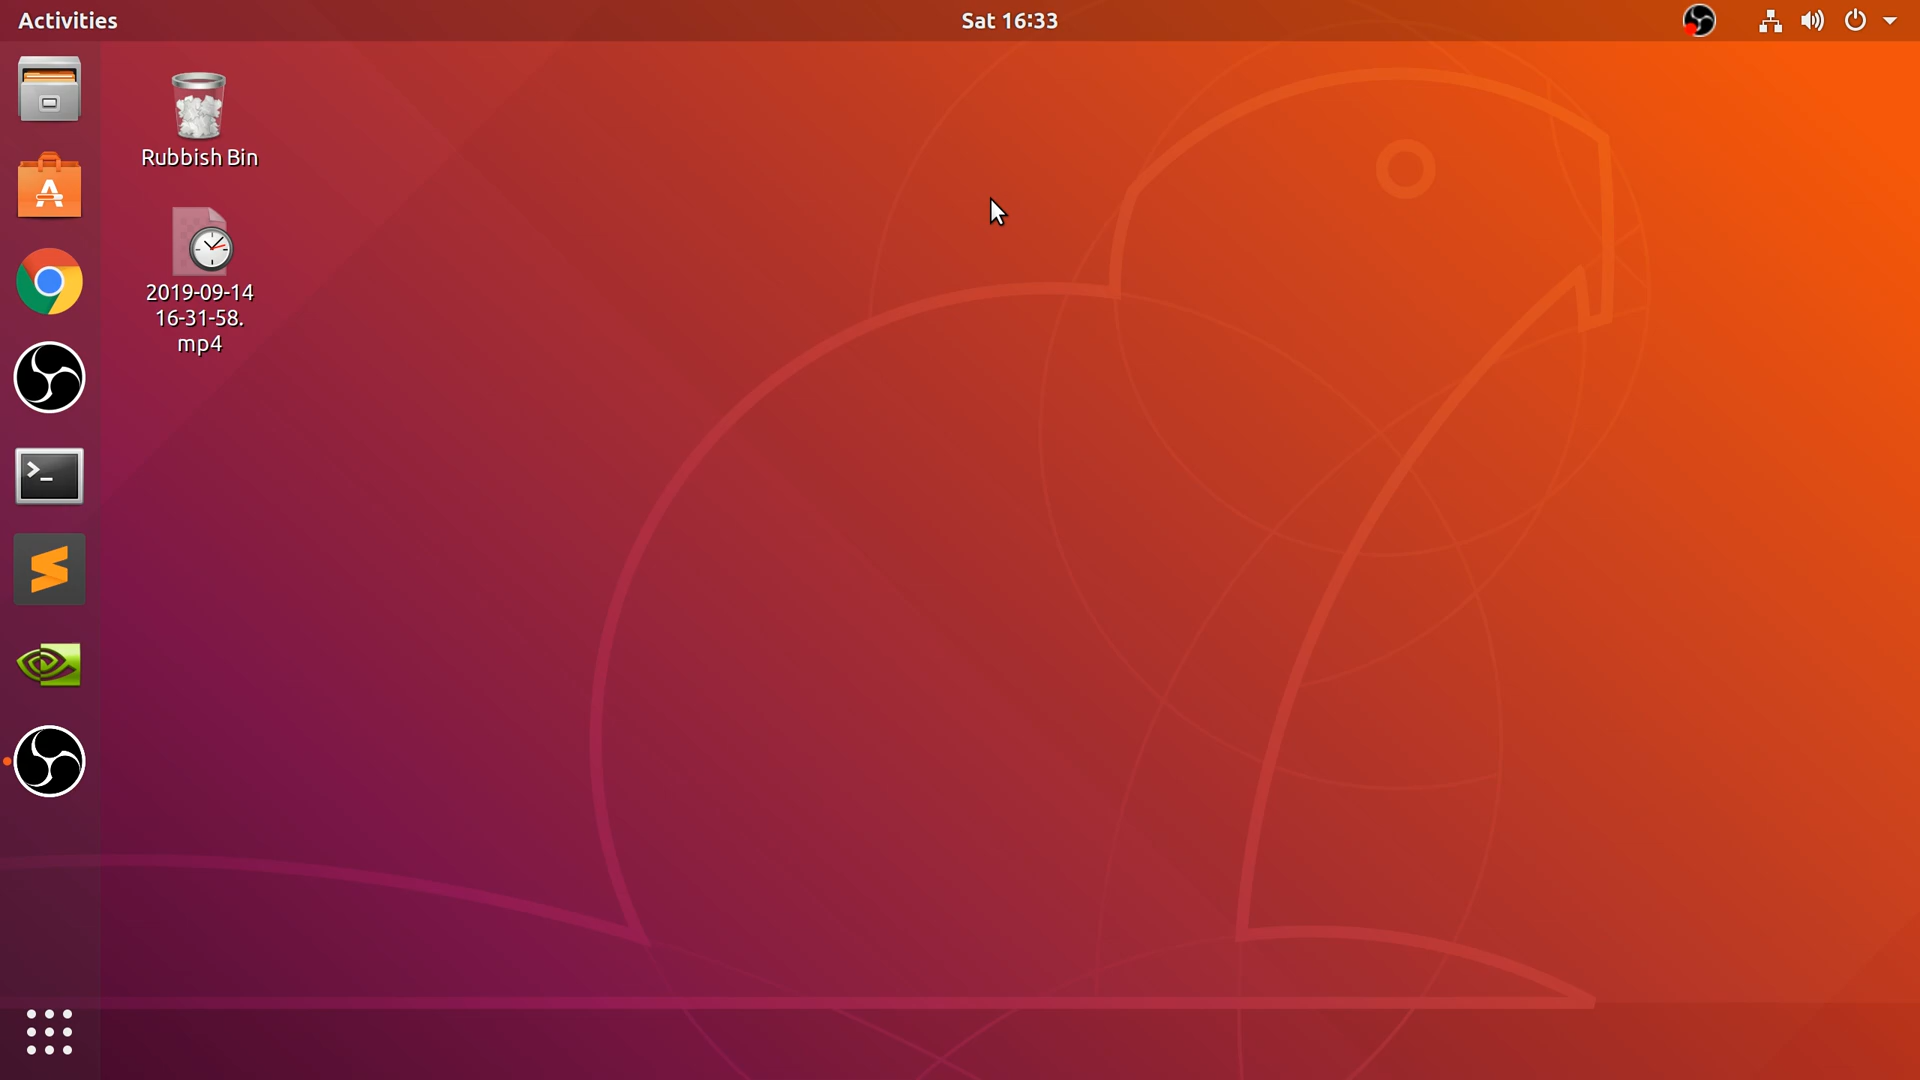 Activities
Sat 16:33
Rubbish Bin
2019-09-14
16-31-58.
mp4